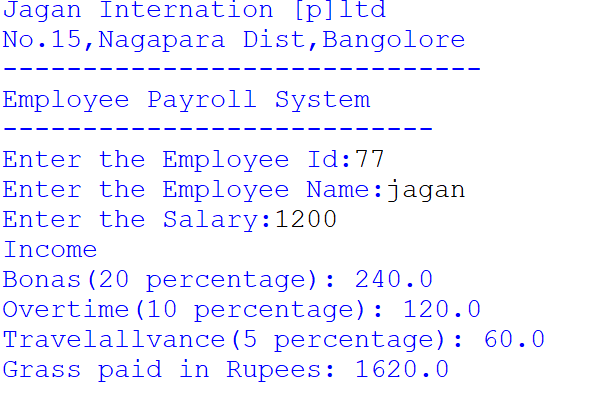 Jagan Internation [p]ltd
No.15,Nagapara Dist,Bangolore
------------------------------
Employee Payroll System
---------------------------
Enter the Employee Id:77
Enter the Employee Name:jagan
Enter the Salary:1200
Income
Bonas(20 percentage): 240.0
Overtime(10 percentage): 120.0
Travelallvance(5 percentage): 60.0
Grass paid in Rupees: 1620.0